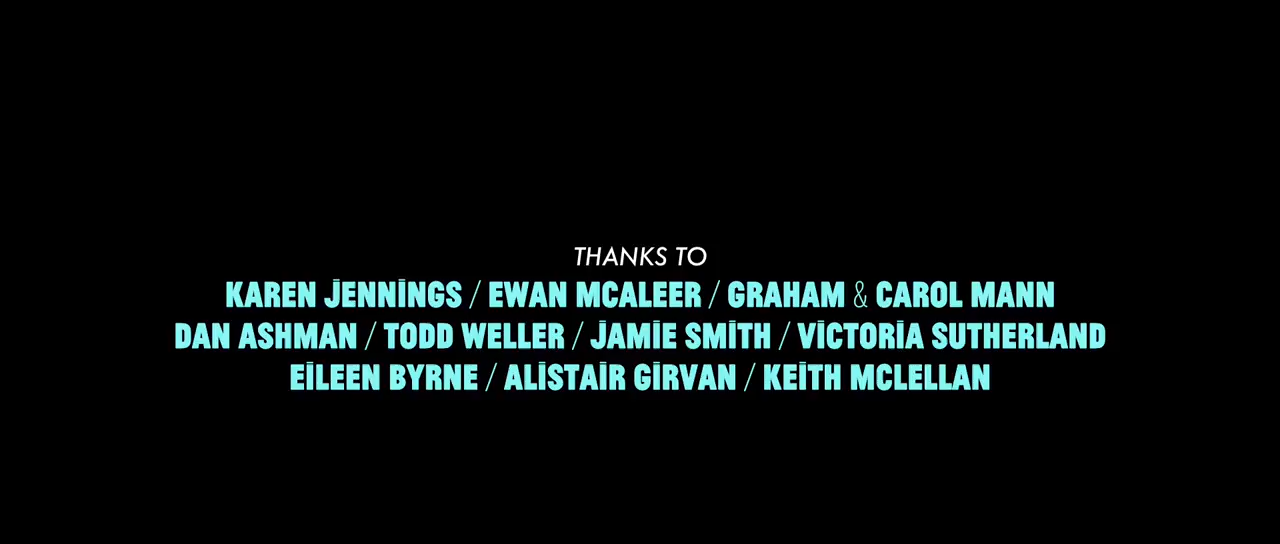 THANKS TO
KAREN JENNINGS / EWAN MCALEER / GRAHAM & CAROL MANN
DAN ASHMAN / TODD WELLER / JAMIE SMITH / VICTORIA SUTHERLAND
EILEEN BYRNE / ALISTAIR GIRVAN / KEITH MCLELLAN